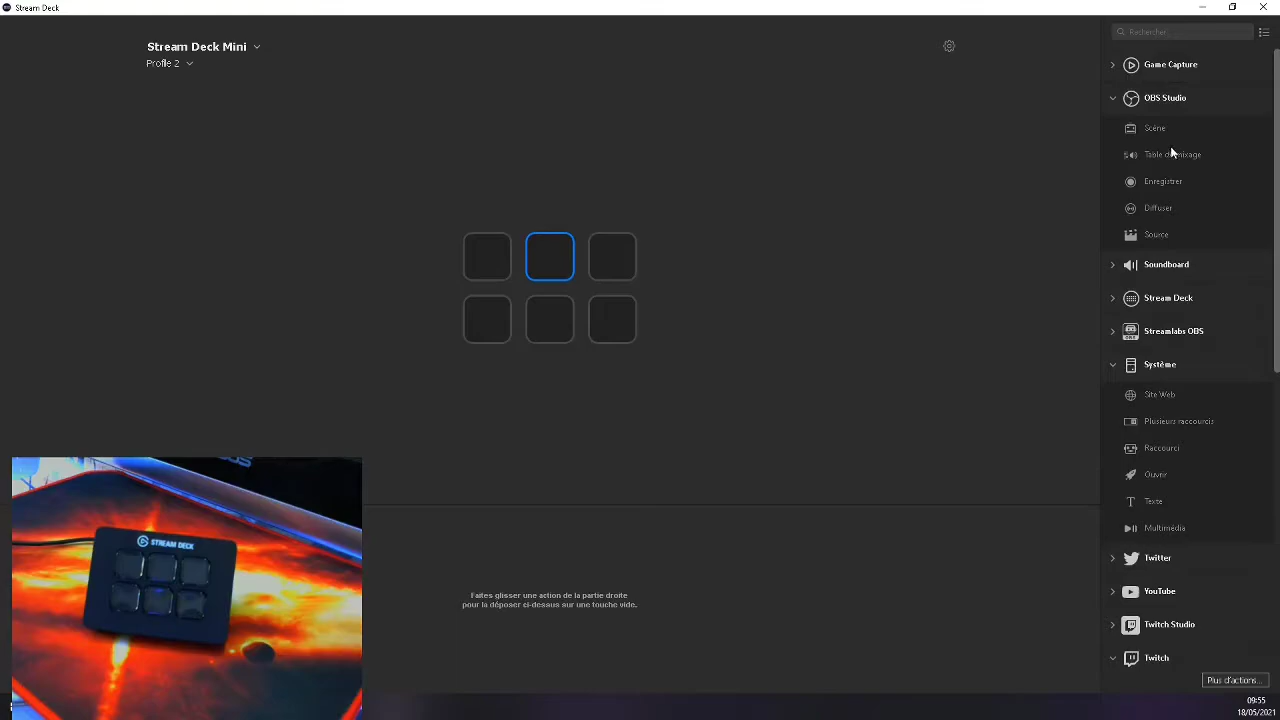 Stream Deck
Stream Deck Mini
Profile 2
Rechercher
Game Capture
OBS Studio
Scène
Table de mixage
Enregistrer
Diffuser
Source
Soundboard
Stream Deck
Streamlabs OBS
Système
Site Web
Plusieurs raccourcis
Raccourci
Ouvrir
Texte
Multimédia
Twitter
YouTube
Twitch Studio
Twitch
Plus d'actions...
Faites glisser une action de la partie droite
pour la déposer ci-dessus sur une touche vide.
STREAM DECK
09:55
18/05/2021